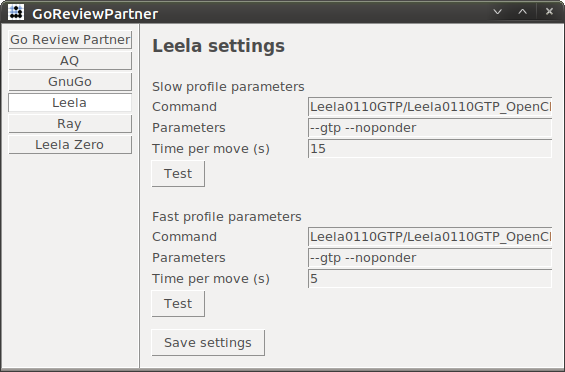 GoReviewPartner
Go Review Partner
AQ
GnuGo
Leela
Ray
Leela Zero
Leela settings
Slow profile parameters
Command Leela0110GTP/Leela0110GTP_OpenCl
Parameters --gtp --noponder
Time per move (s) 15
Test
Fast profile parameters
Command Leela0110GTP/Leela0110GTP_OpenCl
Parameters --gtp --noponder
Time per move (s) 5
Test
Save settings